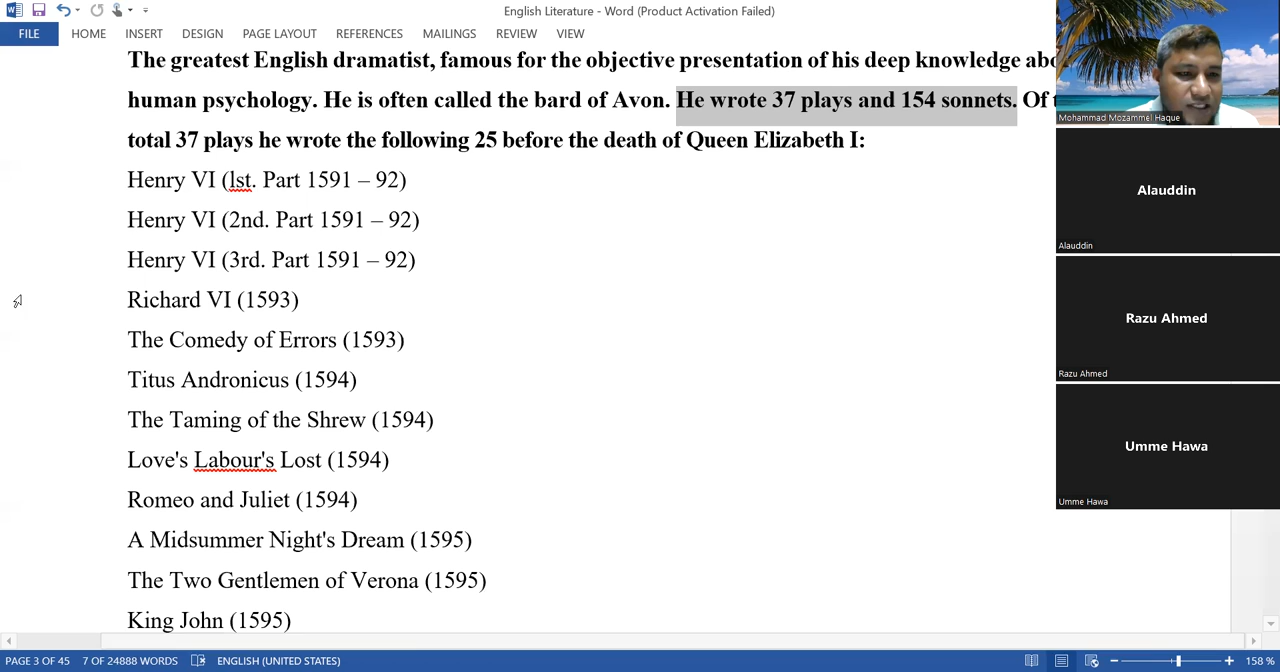 English Literature - Word (Product Activation Failed)
FILE HOME INSERT DESIGN PAGE LAYOUT REFERENCES MAILINGS REVIEW VIEW
The greatest English dramatist, famous for the objective presentation of his deep knowledge
human psychology. He is often called the bard of Avon. He wrote 37 plays and 154 sonnets. Of
total 37 plays he wrote the following 25 before the death of Queen Elizabeth I:
Henry VI (lst. Part 1591 – 92)
Henry VI (2nd. Part 1591 – 92)
Henry VI (3rd. Part 1591 – 92)
Richard VI (1593)
The Comedy of Errors (1593)
Titus Andronicus (1594)
The Taming of the Shrew (1594)
Love's Labour's Lost (1594)
Romeo and Juliet (1594)
A Midsummer Night's Dream (1595)
The Two Gentlemen of Verona (1595)
King John (1595)
Mohammad Mozammel Haque
Alauddin
Alauddin
Razu Ahmed
Razu Ahmed
Umme Hawa
Umme Hawa
PAGE 3 OF 45 7 OF 24888 WORDS ENGLISH (UNITED STATES) 158 %